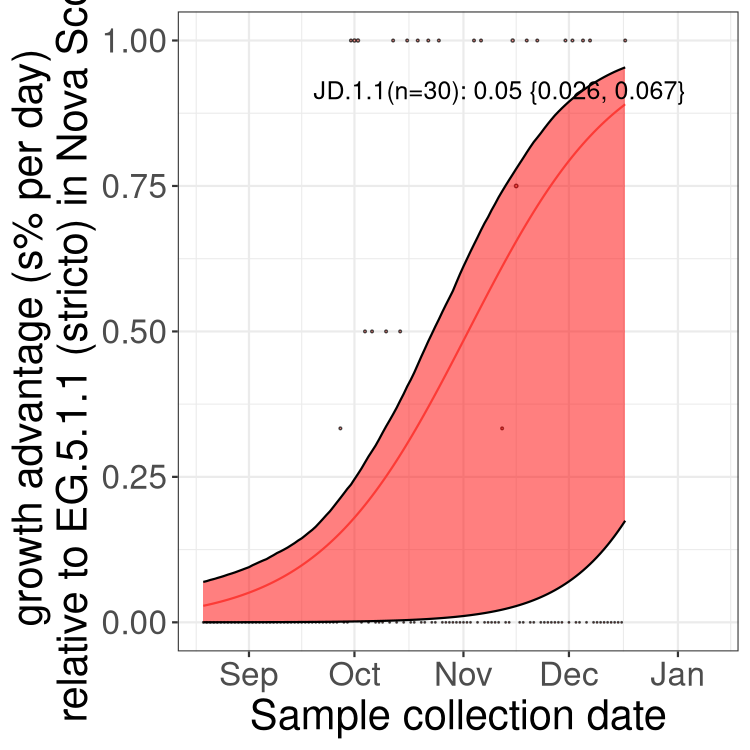 growth advantage (s% per day)
relative to EG.5.1.1 (stricto) in Nova
1.00
0.75
0.50
0.25
0.00
JD.1.1(n=30): 0.05 {0.026, 0.067}
Sep Oct Nov Dec Jan
Sample collection date